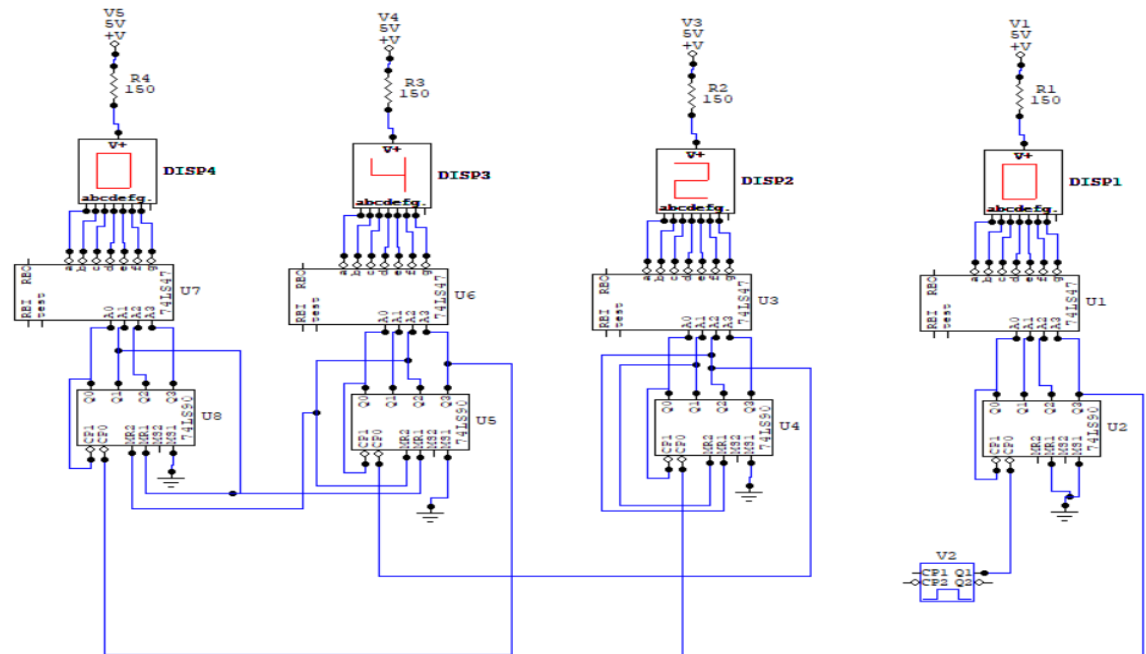 V5
5V
+V
V4
5V
+V
V3
5V
+V
V1
5V
+V
R4
150
R3
150
R2
150
R1
150
V+
DISP4
abcdefg.
V+
DISP3
abcdefg.
V+
DISP2
abcdefg.
V+
DISP1
abcdefg.
RBO
a b c d e f g
RBI
test
A0 A1 A2 A3
74LS47
U7
RBO
a b c d e f g
RBI
test
A0 A1 A2 A3
74LS47
U6
RBO
a b c d e f g
RBI
test
A0 A1 A2 A3
74LS47
U3
RBO
a b c d e f g
RBI
test
A0 A1 A2 A3
74LS47
U1
Q0 Q1 Q2 Q3
CP1 CP0 MR2 MR1 MS2 MS1
74LS90
U8
Q0 Q1 Q2 Q3
CP1 CP0 MR2 MR1 MS2 MS1
74LS90
U5
Q0 Q1 Q2 Q3
CP1 CP0 MR2 MR1 MS2 MS1
74LS90
U4
Q0 Q1 Q2 Q3
CP1 CP0 MR2 MR1 MS2 MS1
74LS90
U2
V2
CP1 Q1
CP2 Q2
0
4
2
0